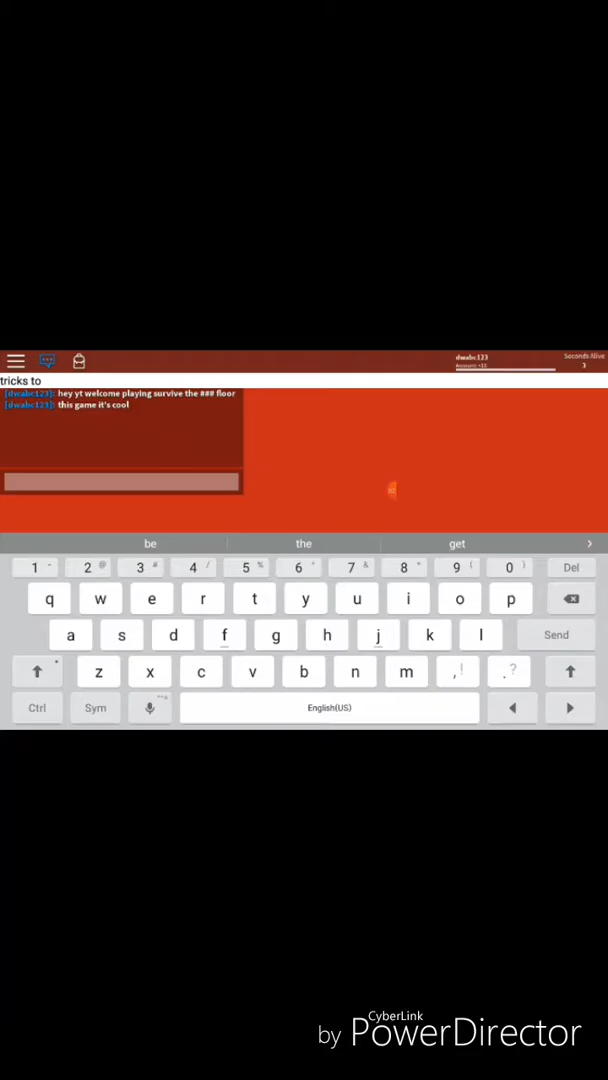 dwabc123
Account: <13
Seconds Alive
3
tricks to
[dwabc123]: hey yt welcome playing survive the ### floor
[dwabc123]: this game it's cool
be the get
1 - 2 @ 3 # 4 / 5 % 6 ^ 7 & 8 * 9 ( 0 ) Del
q w e r t y u i o p
a s d f g h j k l Send
z x c v b n m , ! . ?
Ctrl Sym English(US)
CyberLink
by PowerDirector